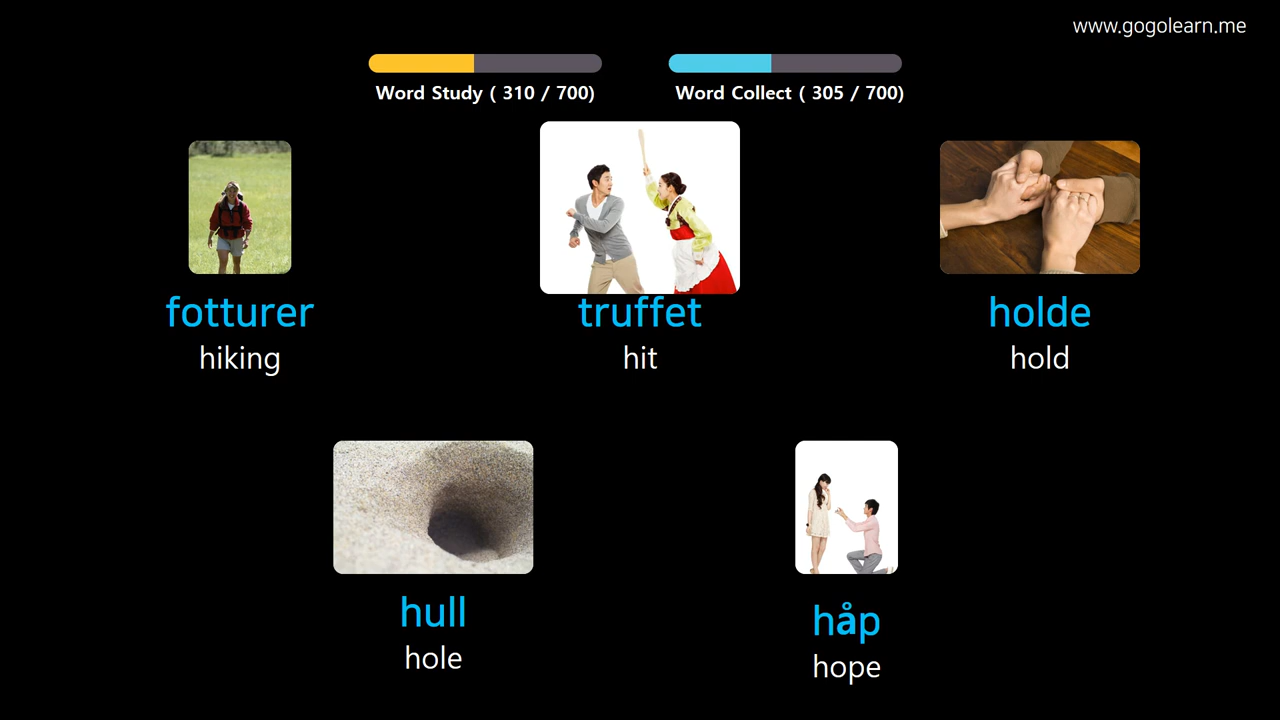 www.gogolearn.me
Word Study ( 310 / 700)
Word Collect ( 305 / 700)
fotturer
hiking
truffet
hit
holde
hold
hull
hole
håp
hope